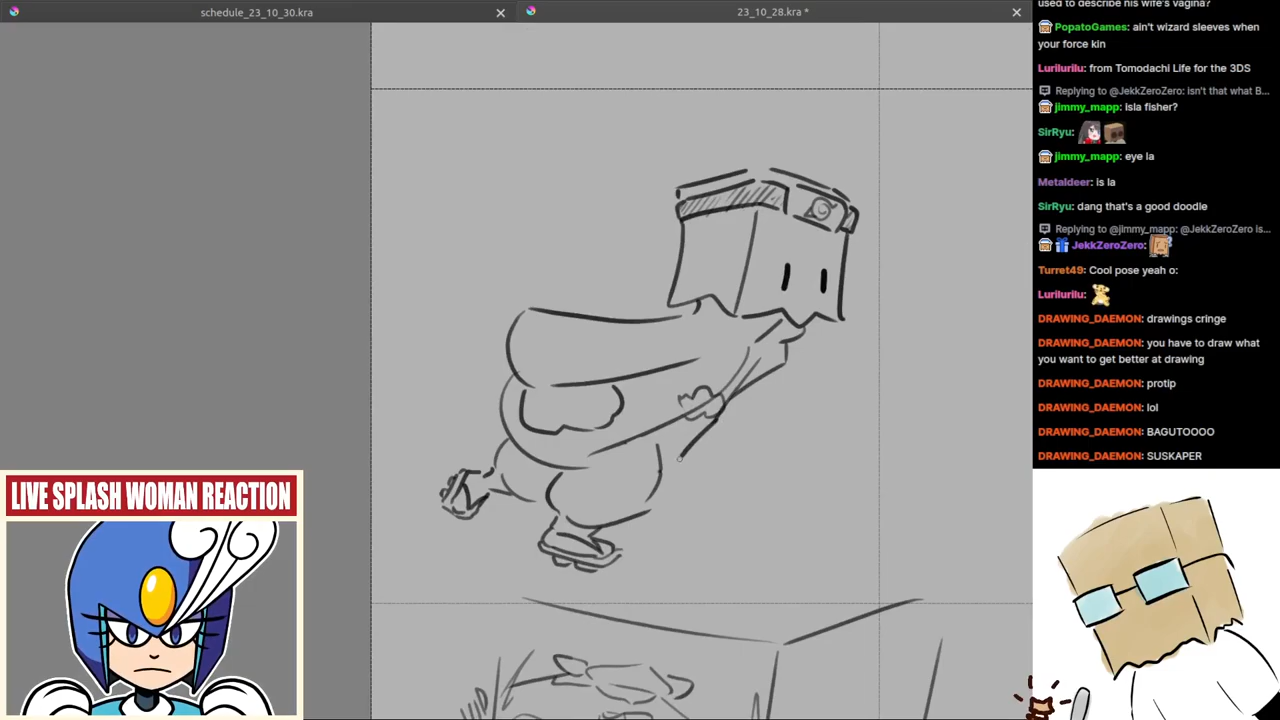 schedule_23_10_30.kra
23_10_28.kra *
used to describe his wife's vagina?
PopatoGames: ain't wizard sleeves when
your force kin
Lurilurilu: from Tomodachi Life for the 3DS
Replying to @JekkZeroZero: isn't that what B...
jimmy_mapp: isla fisher?
SirRyu:
jimmy_mapp: eye la
Metaldeer: is la
SirRyu: dang that's a good doodle
Replying to @jimmy_mapp: @JekkZeroZero is...
JekkZeroZero:
Turret49: Cool pose yeah o:
Lurilurilu:
DRAWING_DAEMON: drawings cringe
DRAWING_DAEMON: you have to draw what
you want to get better at drawing
DRAWING_DAEMON: protip
DRAWING_DAEMON: lol
DRAWING_DAEMON: BAGUTOOOO
DRAWING_DAEMON: SUSKAPER
LIVE SPLASH WOMAN REACTION